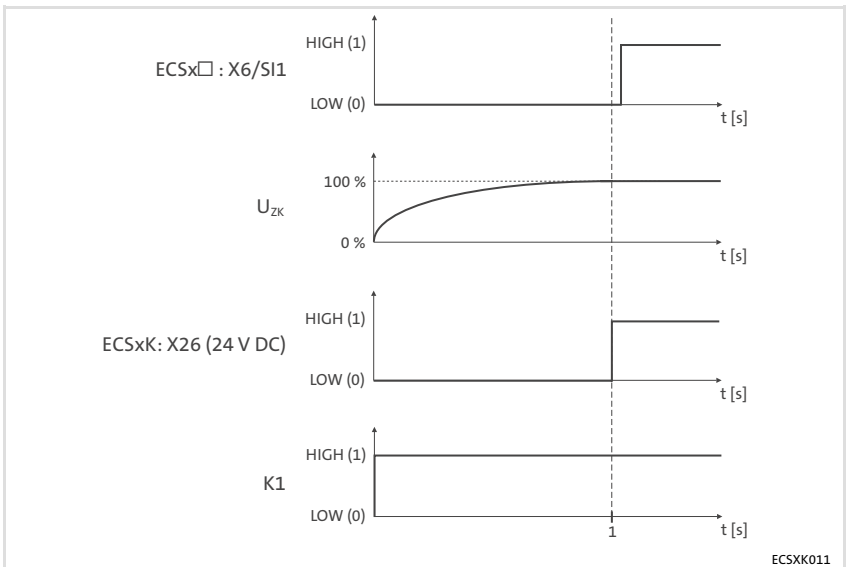 HIGH (1)
ECSx□ : X6/SI1
LOW (0)
t [s]
100 %
U_ZK
0 %
t [s]
HIGH (1)
ECSxK: X26 (24 V DC)
LOW (0)
t [s]
HIGH (1)
K1
LOW (0)
1
t [s]
ECSXK011